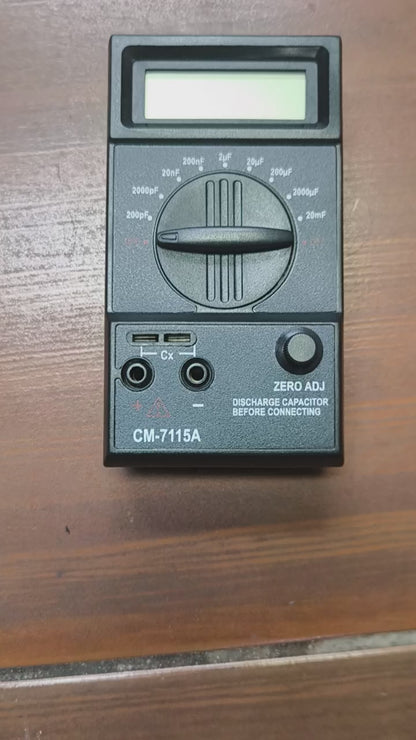 2µF
200nF
20µF
20nF
200µF
2000pF
2000µF
200pF
20mF
Cx
ZERO ADJ
+
−
DISCHARGE CAPACITOR
BEFORE CONNECTING
CM-7115A